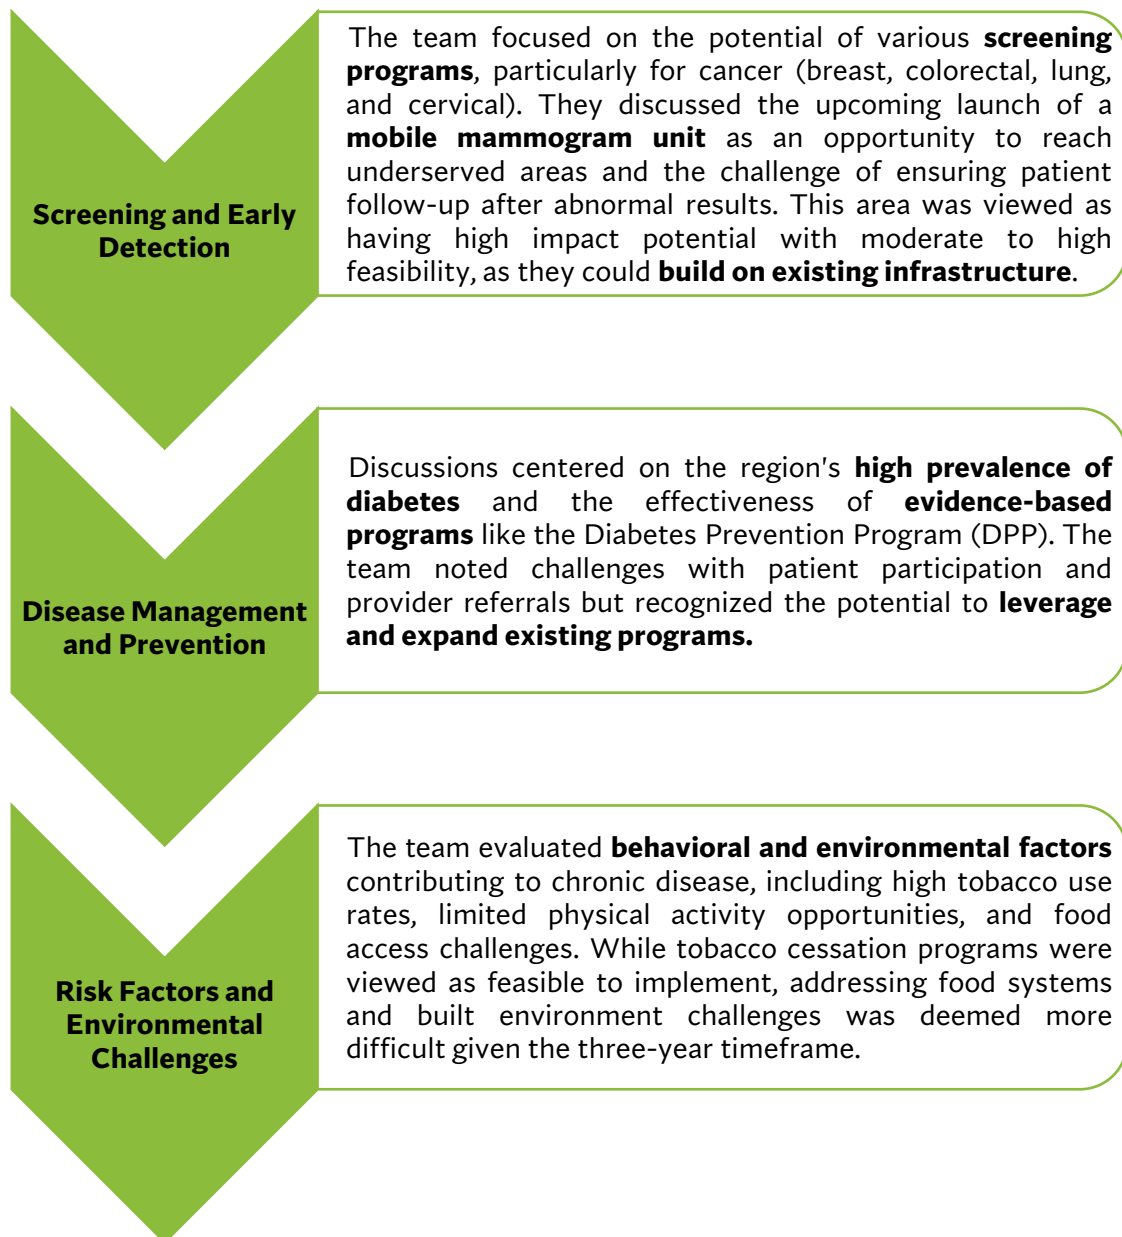 Screening and Early
Detection
The team focused on the potential of various screening
programs, particularly for cancer (breast, colorectal, lung,
and cervical). They discussed the upcoming launch of a
mobile mammogram unit as an opportunity to reach
underserved areas and the challenge of ensuring patient
follow-up after abnormal results. This area was viewed as
having high impact potential with moderate to high
feasibility, as they could build on existing infrastructure.
Disease Management
and Prevention
Discussions centered on the region's high prevalence of
diabetes and the effectiveness of evidence-based
programs like the Diabetes Prevention Program (DPP). The
team noted challenges with patient participation and
provider referrals but recognized the potential to leverage
and expand existing programs.
Risk Factors and
Environmental
Challenges
The team evaluated behavioral and environmental factors
contributing to chronic disease, including high tobacco use
rates, limited physical activity opportunities, and food
access challenges. While tobacco cessation programs were
viewed as feasible to implement, addressing food systems
and built environment challenges was deemed more
difficult given the three-year timeframe.